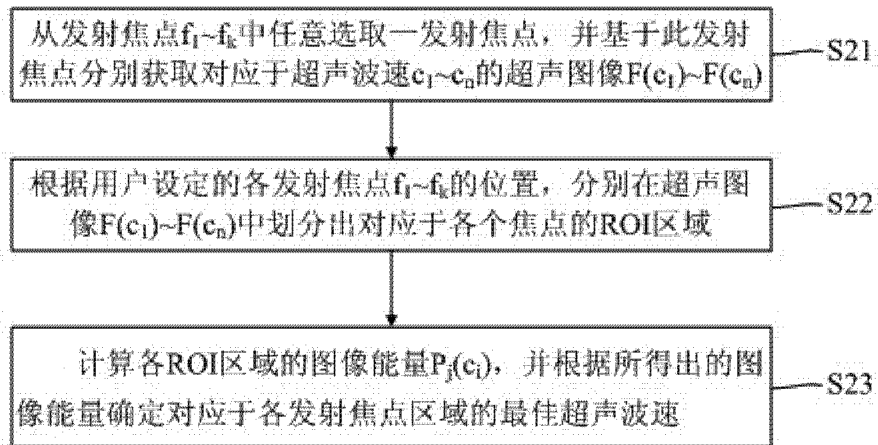 从发射焦点f₁~fₖ中任意选取一发射焦点，并基于此发射
焦点分别获取对应于超声波速c₁~cₙ的超声图像F(c₁)~F(cₙ)
S21
根据用户设定的各发射焦点f₁~fₖ的位置，分别在超声图
像F(c₁)~F(cₙ)中划分出对应于各个焦点的ROI区域
S22
计算各ROI区域的图像能量Pⱼ(cᵢ)，并根据所得出的图
像能量确定对应于各发射焦点区域的最佳超声波速
S23